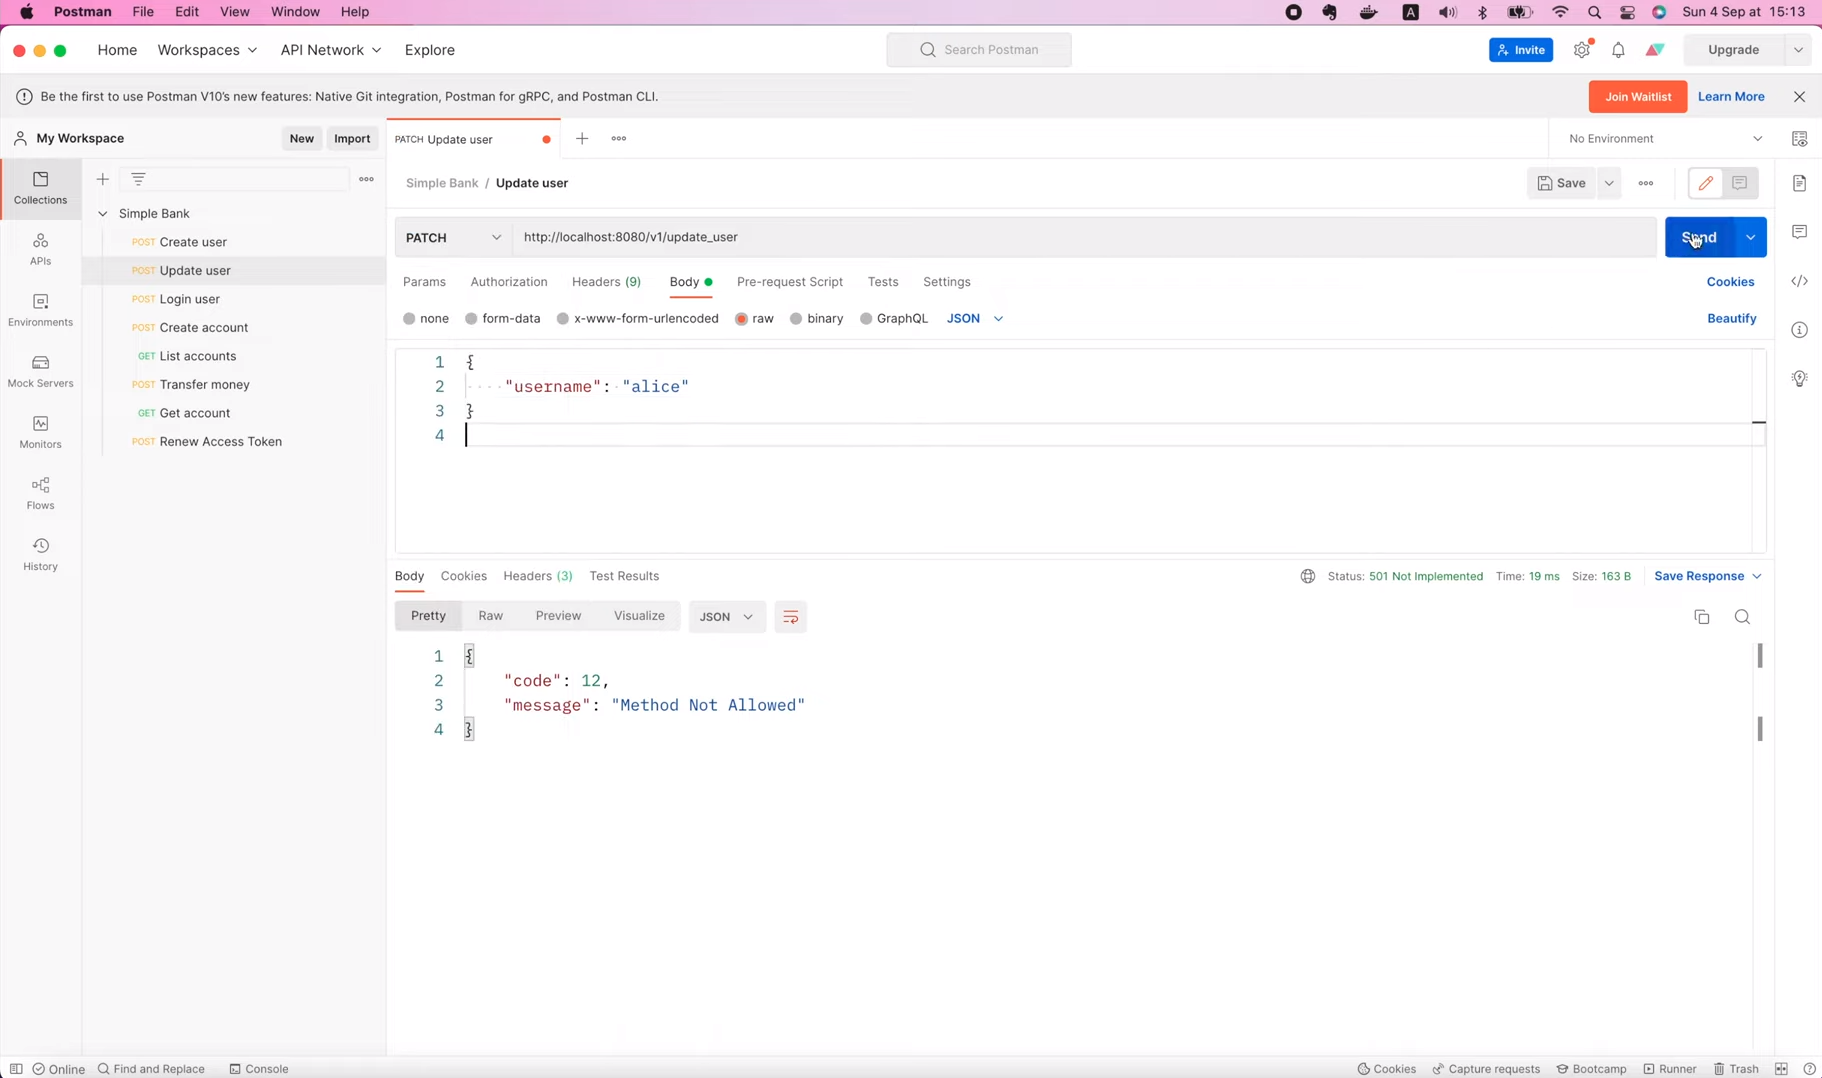 Postman File Edit View Window Help
A Sun 4 Sep at 15:13
Home Workspaces API Network Explore
Search Postman
Invite Upgrade
Be the first to use Postman V10's new features: Native Git integration, Postman for gRPC, and Postman CLI.
Join Waitlist Learn More
My Workspace New Import
PATCH Update user
No Environment
Collections
APIs
Environments
Mock Servers
Monitors
Flows
History
Simple Bank
POST Create user
POST Update user
POST Login user
POST Create account
GET List accounts
POST Transfer money
GET Get account
POST Renew Access Token
Simple Bank / Update user
Save
PATCH http://localhost:8080/v1/update_user
Send
Params Authorization Headers (9) Body Pre-request Script Tests Settings Cookies
none form-data x-www-form-urlencoded raw binary GraphQL JSON Beautify
1 {
2 "username": "alice"
3 }
4
Body Cookies Headers (3) Test Results
Status: 501 Not Implemented Time: 19 ms Size: 163 B Save Response
Pretty Raw Preview Visualize JSON
1 {
2 "code": 12,
3 "message": "Method Not Allowed"
4 }
Online Find and Replace Console
Cookies Capture requests Bootcamp Runner Trash